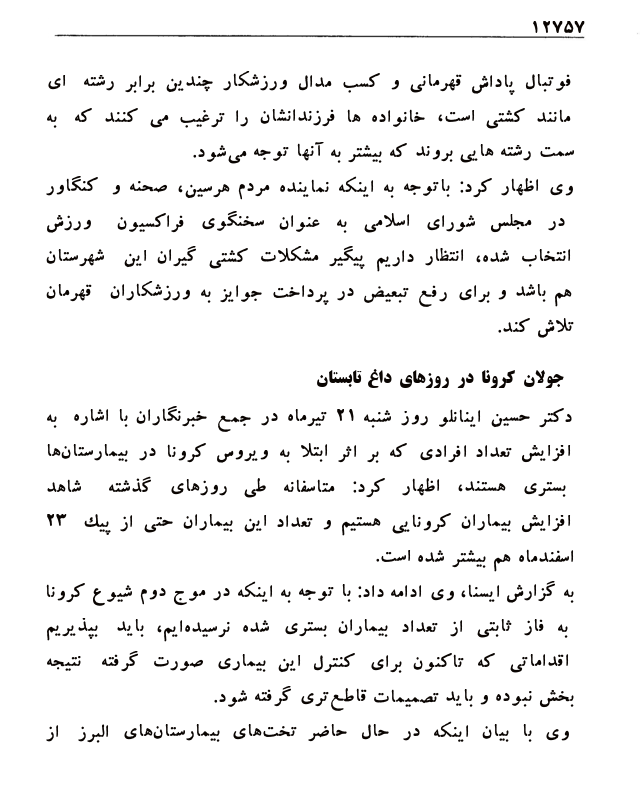 ۱۲۷۵۷
فوتبال پاداش قهرمانی و کسب مدال ورزشکار چندین برابر رشته ای
مانند کشتی است، خانواده ها فرزندانشان را ترغیب می کنند که به
سمت رشته هایی بروند که بیشتر به آنها توجه می‌شود.
وی اظهار کرد: باتوجه به اینکه نماینده مردم هرسین، صحنه و کنگاور
در مجلس شورای اسلامی به عنوان سخنگوی فراکسیون ورزش
انتخاب شده، انتظار داریم پیگیر مشکلات کشتی گیران این شهرستان
هم باشد و برای رفع تبعیض در پرداخت جوایز به ورزشکاران قهرمان
تلاش کند.
جولان کرونا در روزهای داغ تابستان
دکتر حسین اینانلو روز شنبه ۲۱ تیرماه در جمع خبرنگاران با اشاره به
افزایش تعداد افرادی که بر اثر ابتلا به ویروس کرونا در بیمارستان‌ها
بستری هستند، اظهار کرد: متاسفانه طی روزهای گذشته شاهد
افزایش بیماران کرونایی هستیم و تعداد این بیماران حتی از پیك ۲۳
اسفندماه هم بیشتر شده است.
به گزارش ایسنا، وی ادامه داد: با توجه به اینکه در موج دوم شیوع کرونا
به فاز ثابتی از تعداد بیماران بستری شده نرسیده‌ایم، باید بپذیریم
اقداماتی که تاکنون برای کنترل این بیماری صورت گرفته نتیجه
بخش نبوده و باید تصمیمات قاطع‌تری گرفته شود.
وی با بیان اینکه در حال حاضر تخت‌های بیمارستان‌های البرز از